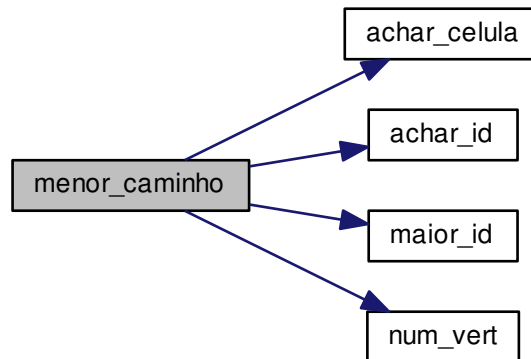 achar_celula
achar_id
menor_caminho
maior_id
num_vert